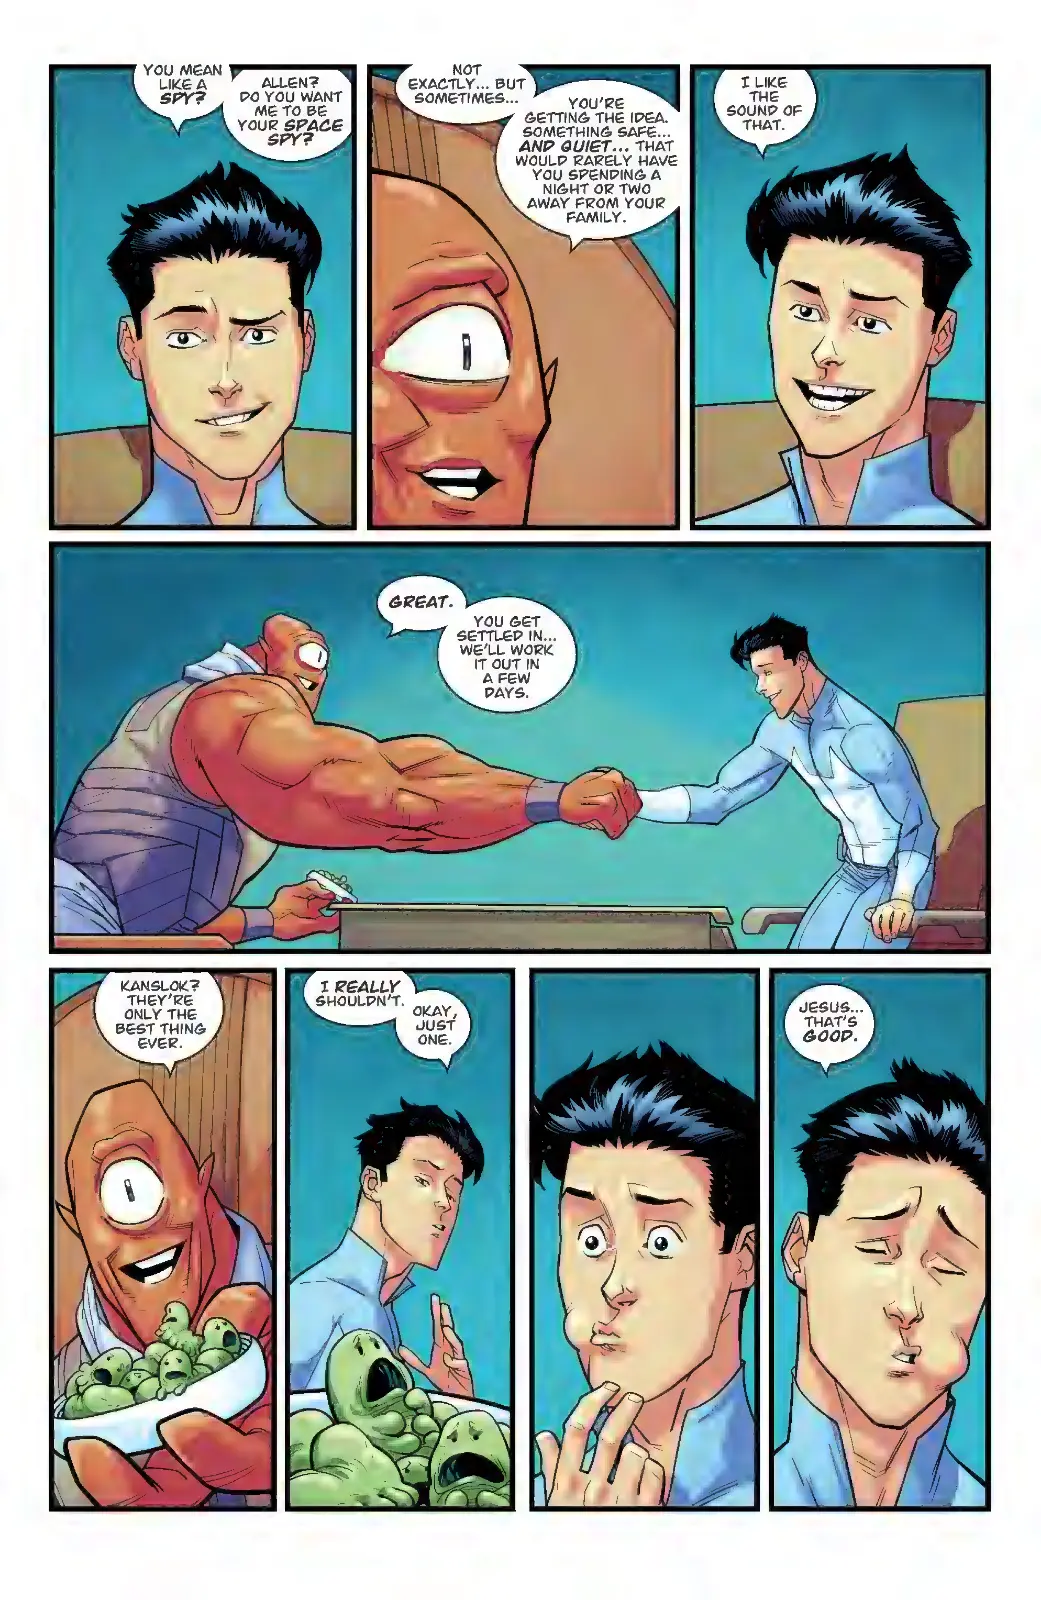 YOU MEAN
LIKE A
SPY?
ALLEN?
DO YOU WANT
ME TO BE
YOUR SPACE
SPY?
NOT
EXACTLY... BUT
SOMETIMES...
YOU'RE
GETTING THE IDEA.
SOMETHING SAFE...
AND QUIET... THAT
WOULD RARELY HAVE
YOU SPENDING A
NIGHT OR TWO
AWAY FROM YOUR
FAMILY.
I LIKE
THE
SOUND OF
THAT.
GREAT.
YOU GET
SETTLED IN...
WE'LL WORK
IT OUT IN
A FEW
DAYS.
KANSLOK?
THEY'RE
ONLY THE
BEST THING
EVER.
I REALLY
SHOULDN'T.
OKAY,
JUST
ONE.
JESUS...
THAT'S
GOOD.